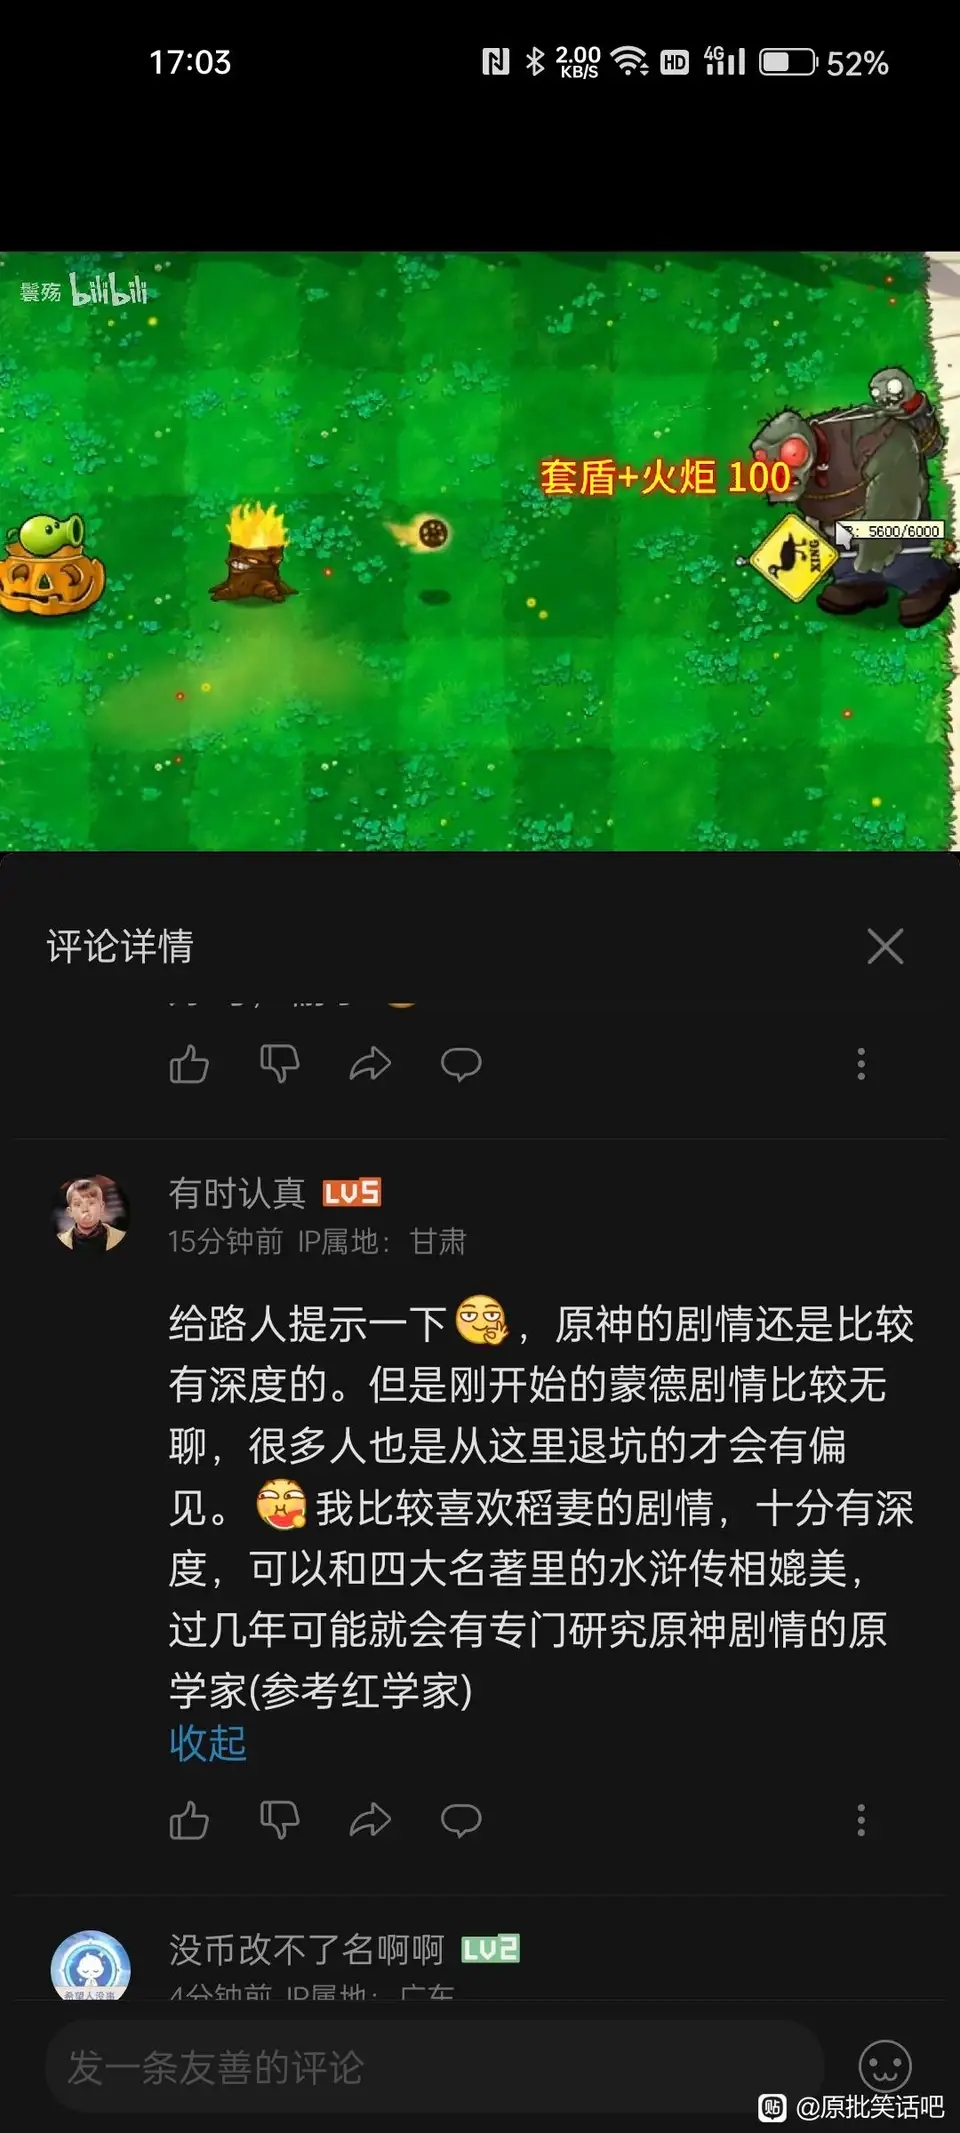 17:03
2.00
KB/S
HD
4G
52%
鬟殇 bilibili
套盾+火炬 100
5600/6000
XING
评论详情
有时认真 LV5
15分钟前 IP属地：甘肃
给路人提示一下，原神的剧情还是比较
有深度的。但是刚开始的蒙德剧情比较无
聊，很多人也是从这里退坑的才会有偏
见。我比较喜欢稻妻的剧情，十分有深
度，可以和四大名著里的水浒传相媲美，
过几年可能就会有专门研究原神剧情的原
学家(参考红学家)
收起
没币改不了名啊啊 LV2
4分钟前 IP属地：广东
发一条友善的评论
贴 @原批笑话吧